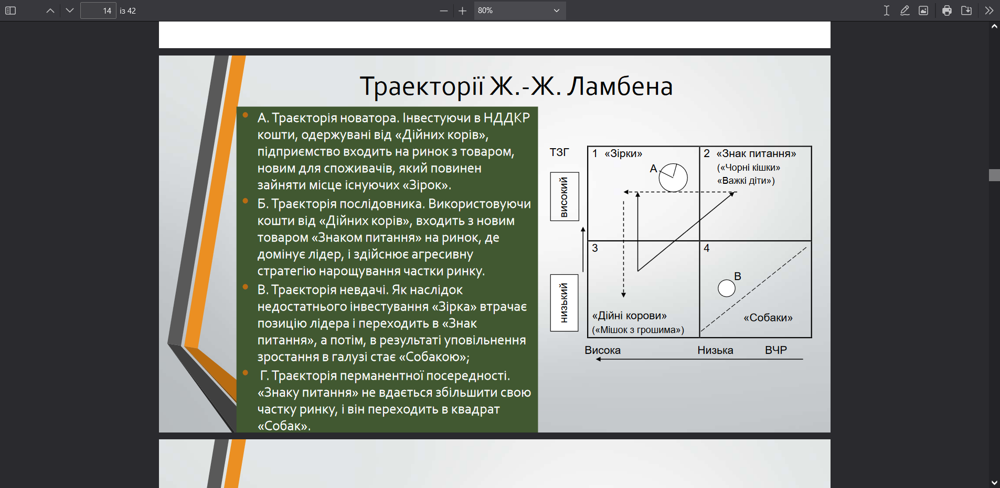 14 із 42
80%
Траекторії Ж.-Ж. Ламбена
А. Траєкторія новатора. Інвестуючи в НДДКР
кошти, одержувані від «Дійних корів»,
підприємство входить на ринок з товаром,
новим для споживачів, який повинен
зайняти місце існуючих «Зірок».
Б. Траєкторія послідовника. Використовуючи
кошти від «Дійних корів», входить з новим
товаром «Знаком питання» на ринок, де
домінує лідер, і здійснює агресивну
стратегію нарощування частки ринку.
В. Траєкторія невдачі. Як наслідок
недостатнього інвестування «Зірка» втрачає
позицію лідера і переходить в «Знак
питання», а потім, в результаті уповільнення
зростання в галузі стає «Собакою»;
Г. Траєкторія перманентної посередності.
«Знаку питання» не вдається збільшити свою
частку ринку, і він переходить в квадрат
«Собак».
ТЗГ
1 «Зірки»
А
2 «Знак питання»
(«Чорні кішки»
«Важкі діти»)
високий
3
4
В
низький
«Дійні корови»
(«Мішок з грошима»)
«Собаки»
Висока
Низька
ВЧР